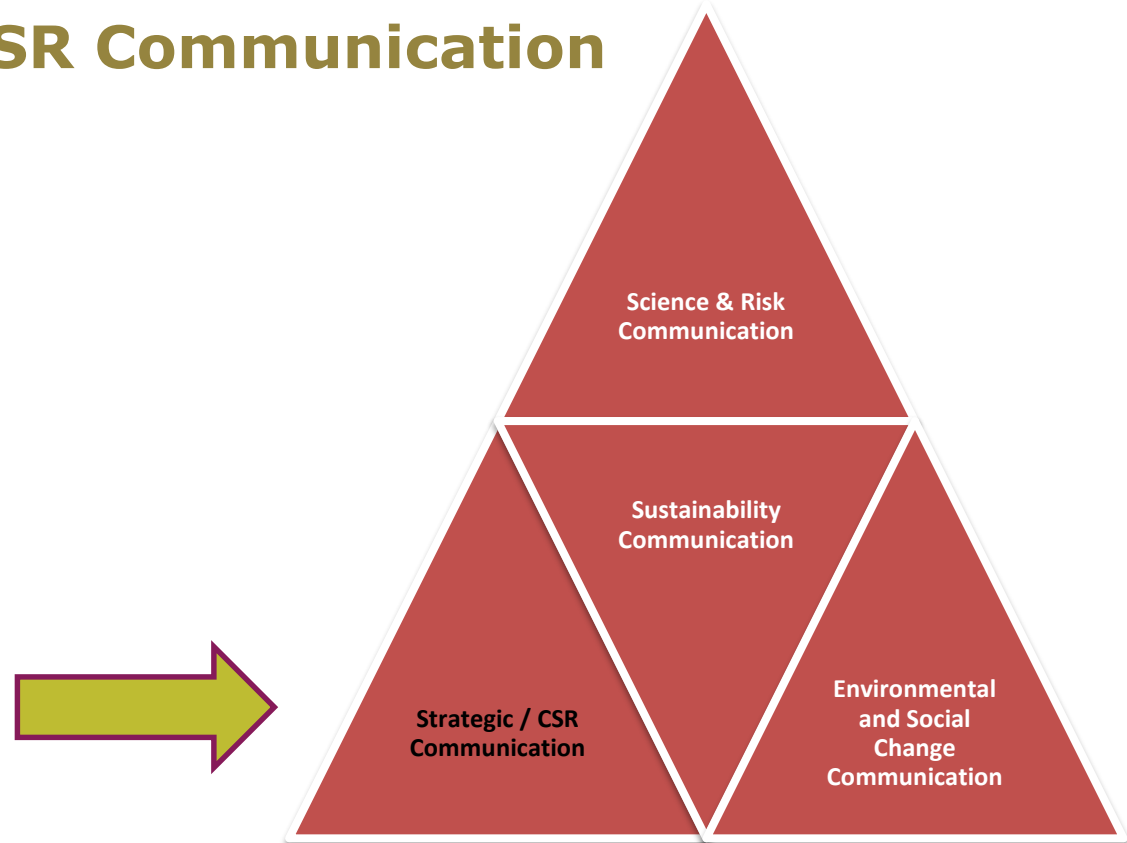 SR Communication
Science & Risk
Communication
Sustainability
Communication
Strategic / CSR
Communication
Environmental
and Social
Change
Communication